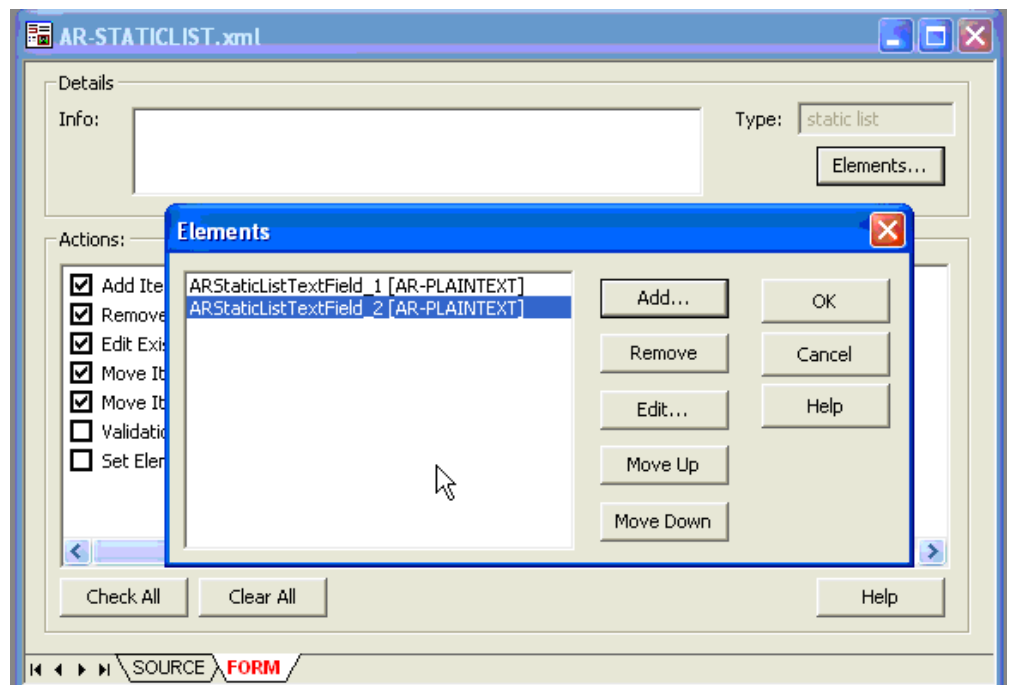 AR-STATICLIST.xml
Details
Info:
Type: static list
Elements...
Actions:
Elements
Add Ite
Remove
Edit Exis
Move It
Move It
Validatio
Set Eler
ARStaticListTextField_1 [AR-PLAINTEXT]
ARStaticListTextField_2 [AR-PLAINTEXT]
Add...
Remove
Edit...
Move Up
Move Down
OK
Cancel
Help
Check All
Clear All
Help
SOURCE FORM